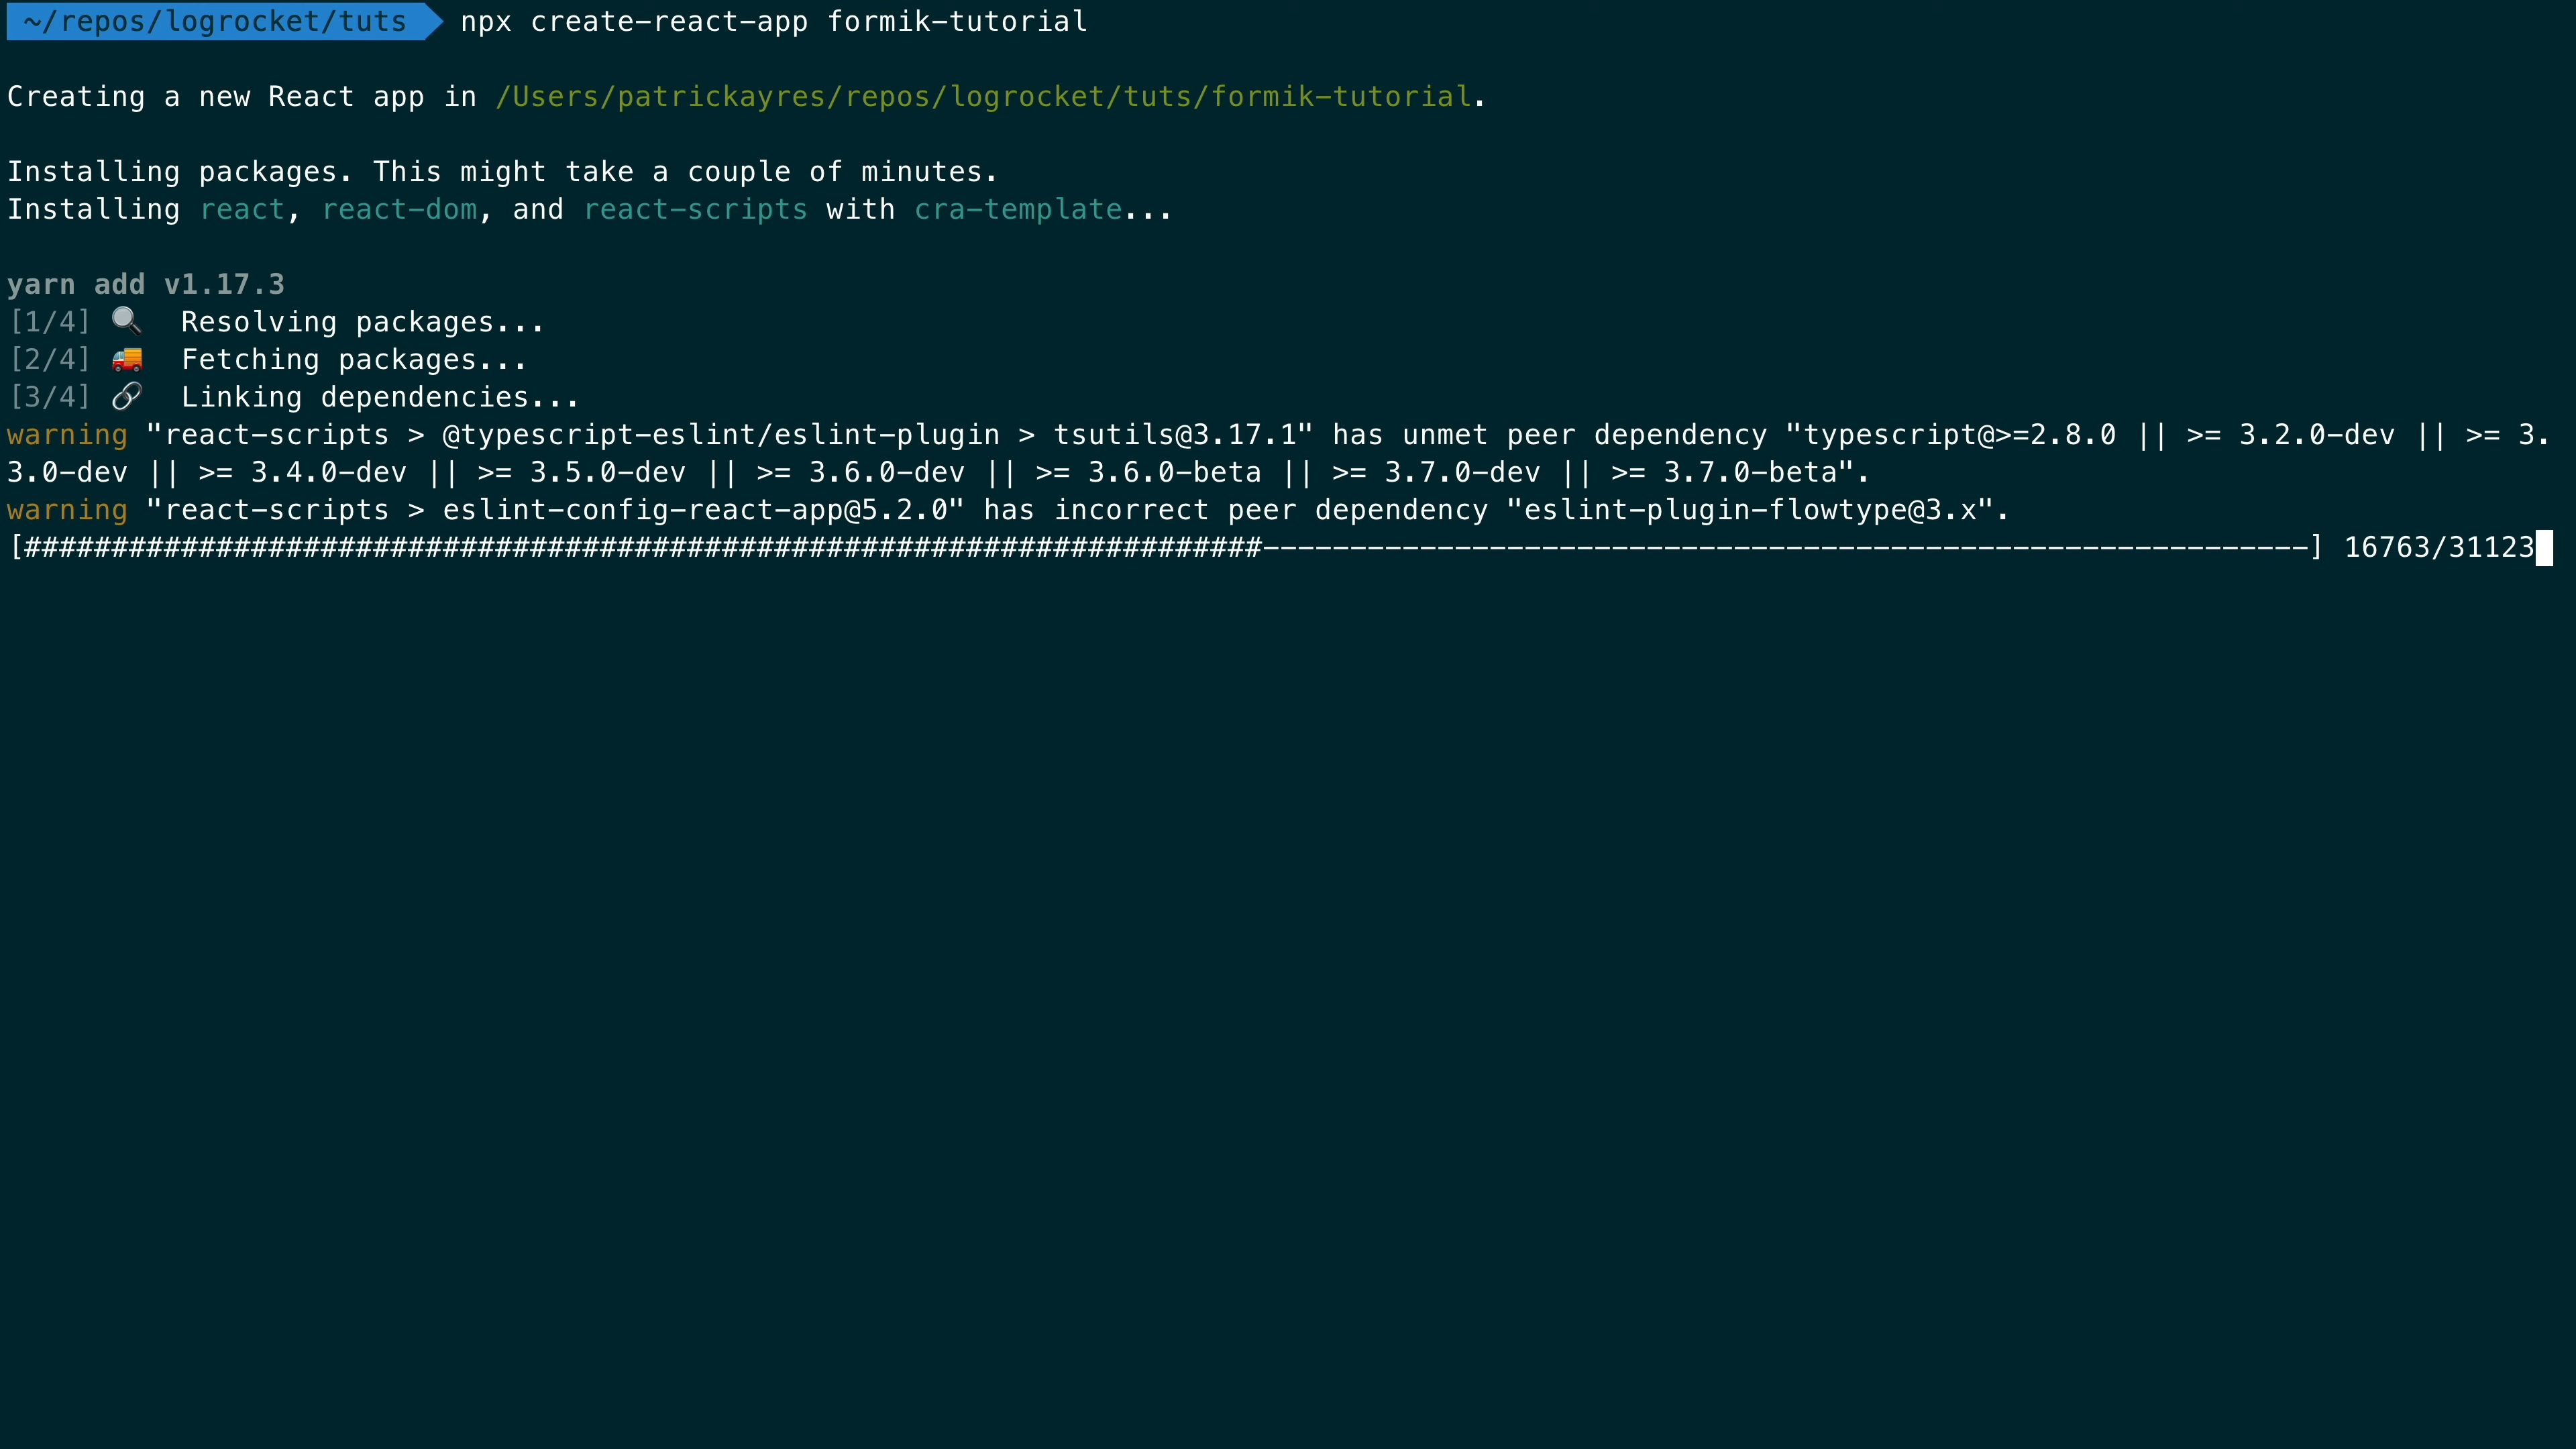 ~/repos/logrocket/tuts npx create-react-app formik-tutorial
Creating a new React app in /Users/patrickayres/repos/logrocket/tuts/formik-tutorial.
Installing packages. This might take a couple of minutes.
Installing react, react-dom, and react-scripts with cra-template...
yarn add v1.17.3
[1/4] 🔍 Resolving packages...
[2/4] 🚚 Fetching packages...
[3/4] 🔗 Linking dependencies...
warning "react-scripts > @typescript-eslint/eslint-plugin > tsutils@3.17.1" has unmet peer dependency "typescript@>=2.8.0 || >= 3.2.0-dev || >= 3.
3.0-dev || >= 3.4.0-dev || >= 3.5.0-dev || >= 3.6.0-dev || >= 3.6.0-beta || >= 3.7.0-dev || >= 3.7.0-beta".
warning "react-scripts > eslint-config-react-app@5.2.0" has incorrect peer dependency "eslint-plugin-flowtype@3.x".
[#######################################################################------------------------------------------------------------] 16763/31123